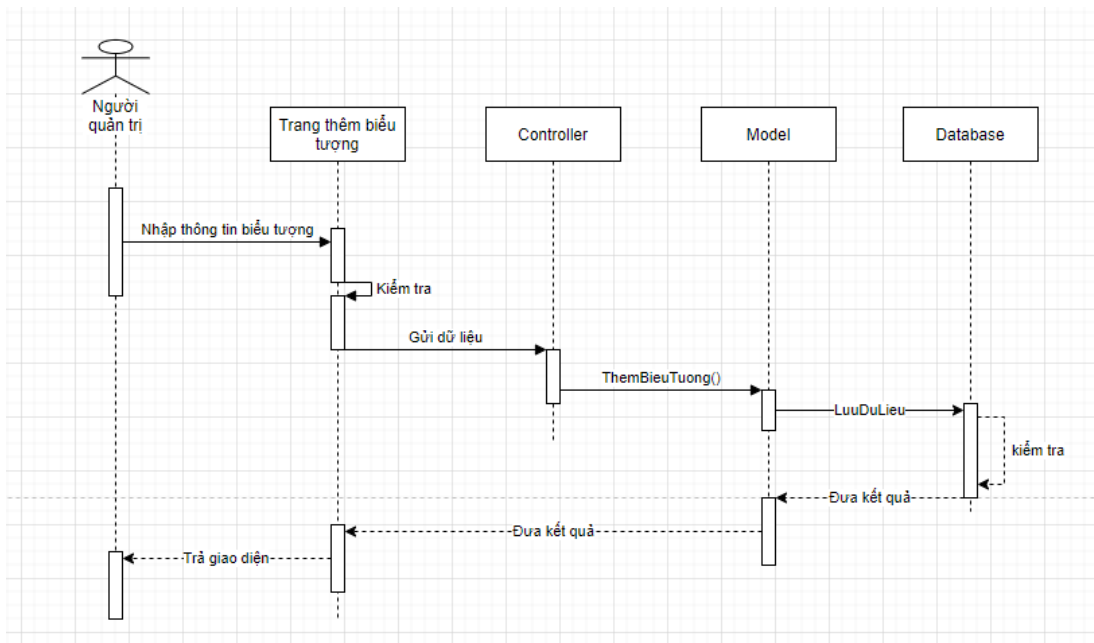 Người
quản trị
Trang thêm biểu
tượng
Controller
Model
Database
Nhập thông tin biểu tượng
Kiểm tra
Gửi dữ liệu
ThemBieuTuong()
LuuDuLieu
kiểm tra
Đưa kết quả
Đưa kết quả
Trả giao diện